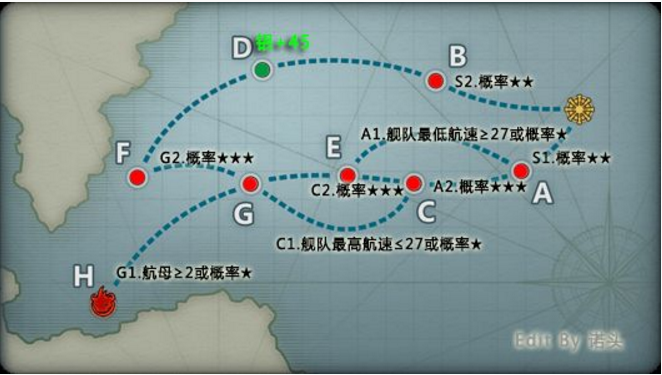 D 铝+45
B
S2.概率★★
A1.舰队最低航速≥27或概率★
F
G2.概率★★★
E
S1.概率★★
C2.概率★★★
A2.概率★★★
A
G
C
C1.舰队最高航速≤27或概率★
H
G1.航母≥2或概率★
Edit By 诺头